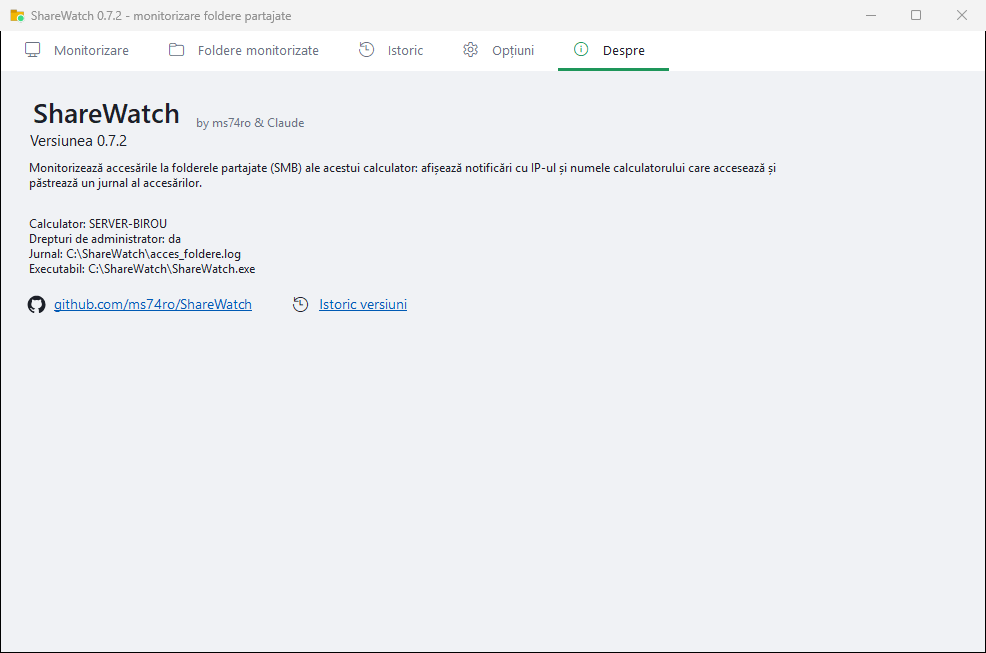 ShareWatch 0.7.2 - monitorizare foldere partajate
Monitorizare Foldere monitorizate Istoric Opțiuni Despre
ShareWatch by ms74ro & Claude
Versiunea 0.7.2
Monitorizează accesările la folderele partajate (SMB) ale acestui calculator: afișează notificări cu IP-ul și numele calculatorului care accesează și
păstrează un jurnal al accesărilor.
Calculator: SERVER-BIROU
Drepturi de administrator: da
Jurnal: C:\ShareWatch\acces_foldere.log
Executabil: C:\ShareWatch\ShareWatch.exe
github.com/ms74ro/ShareWatch Istoric versiuni